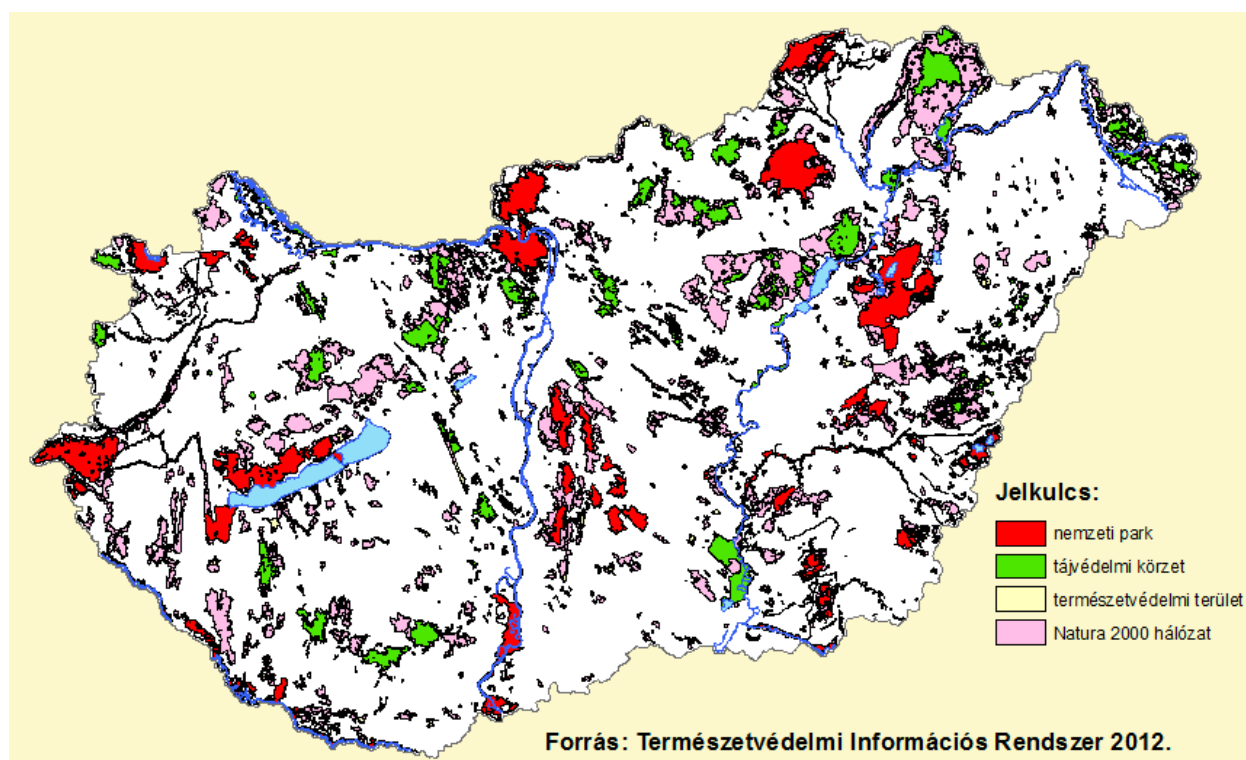 Jelkulcs:
nemzeti park
tájvédelmi körzet
természetvédelmi terület
Natura 2000 hálózat
Forrás: Természetvédelmi Információs Rendszer 2012.